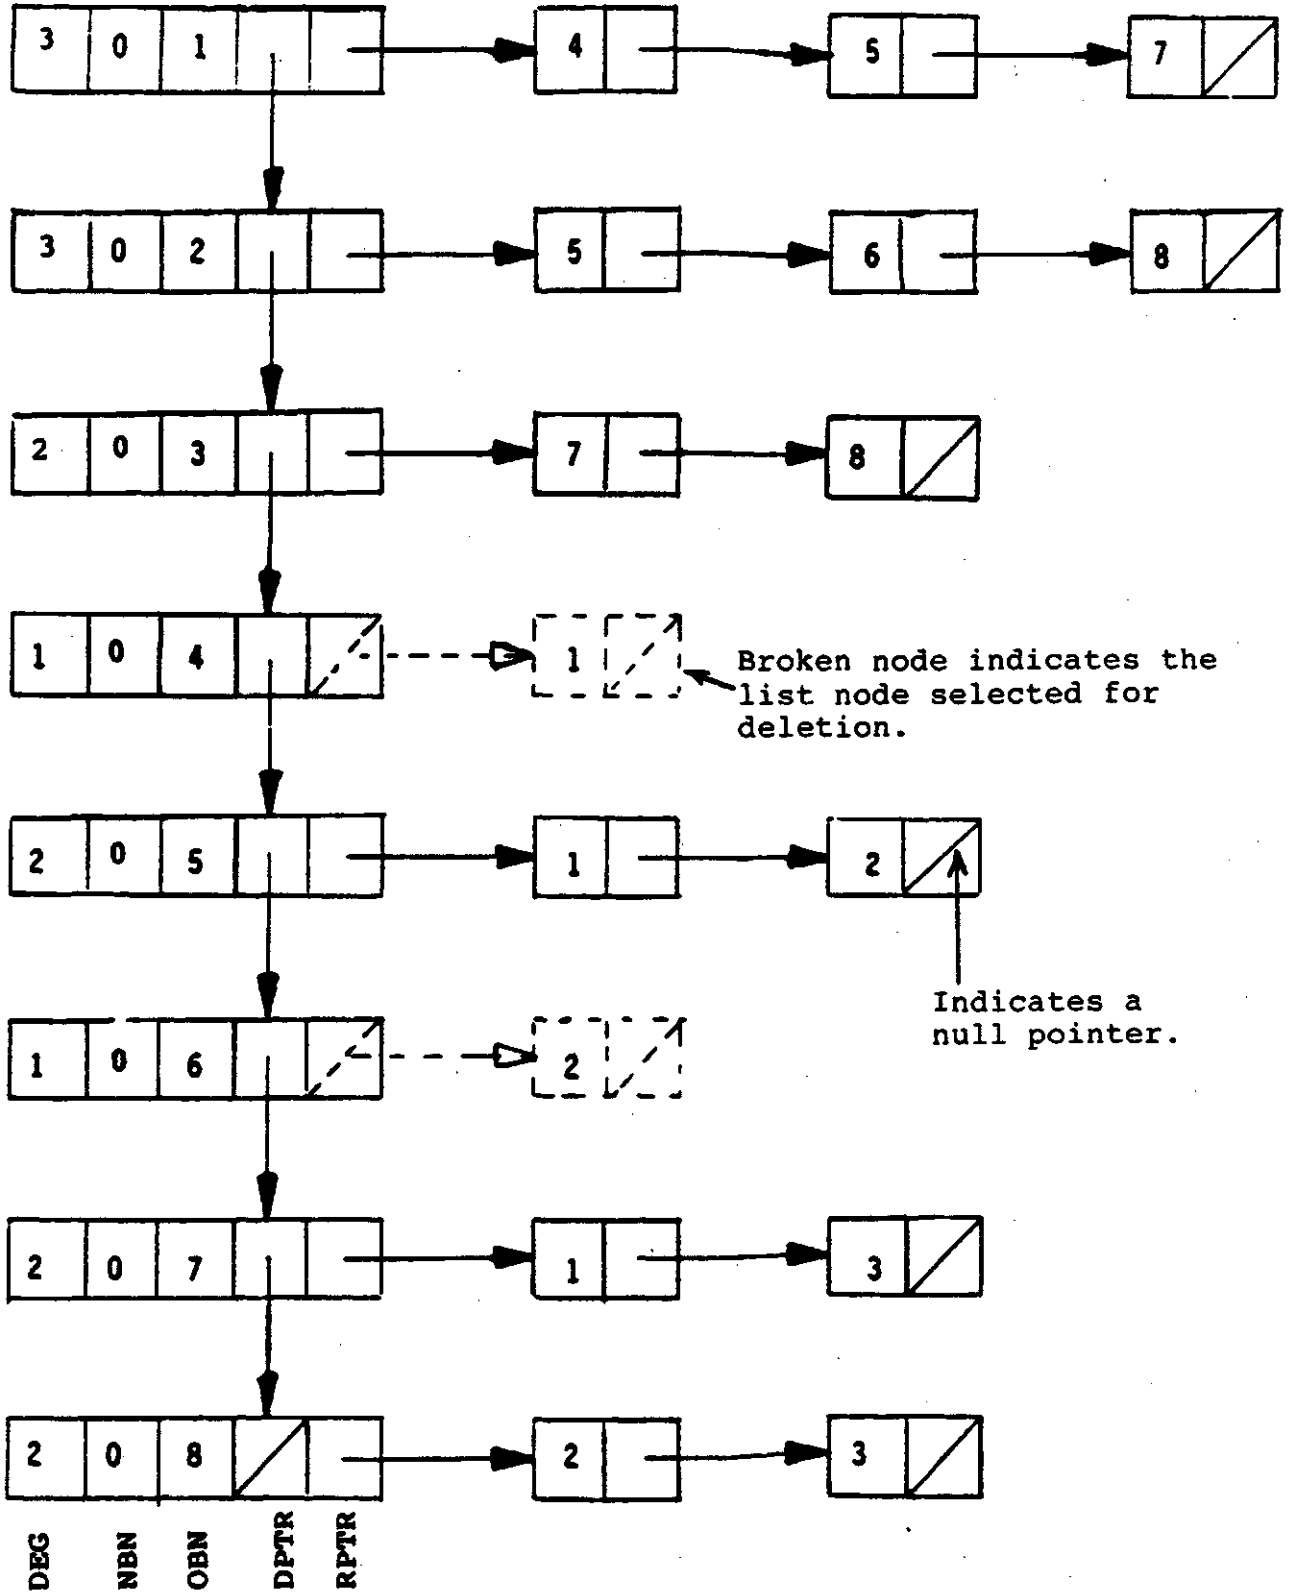 3 0 1 4 5 7
3 0 2 5 6 8
2 0 3 7 8
1 0 4 1
Broken node indicates the
list node selected for
deletion.
2 0 5 1 2
Indicates a
null pointer.
1 0 6 2
2 0 7 1 3
2 0 8 2 3
DEG NBN OBN DPTR RPTR